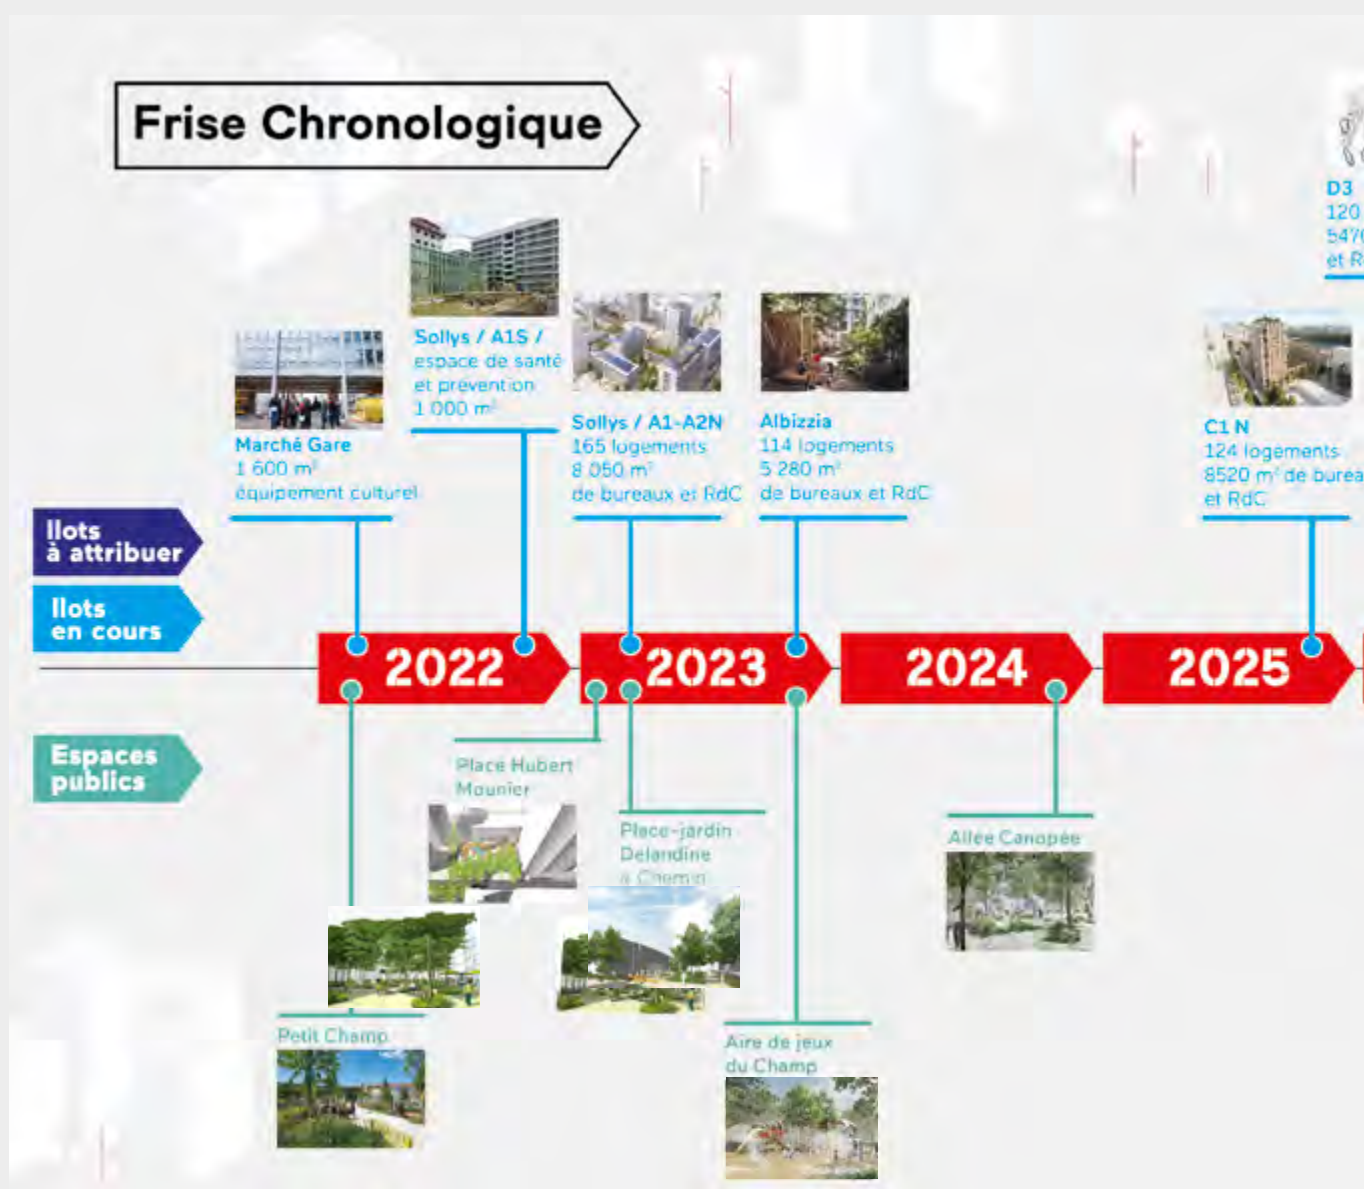 Frise Chronologique
D3
120
et R
Sollys / A1S /
espace de santé
et prévention
1 000 m²
Marché Gare
1 600 m²
équipement culturel
Sollys / A1-A2N
165 logements
8 050 m²
de bureaux et RdC
Albizzia
114 logements
5 280 m²
de bureaux et RdC
C1 N
124 logements
8520 m² de burea
et RdC
Ilots
à attribuer
Ilots
en cours
2022
2023
2024
2025
Espaces
publics
Place Hubert
Mounier
Place-jardin
Delandine
« Chemin
Allée Canopée
Petit Champ
Aire de jeux
du Champ